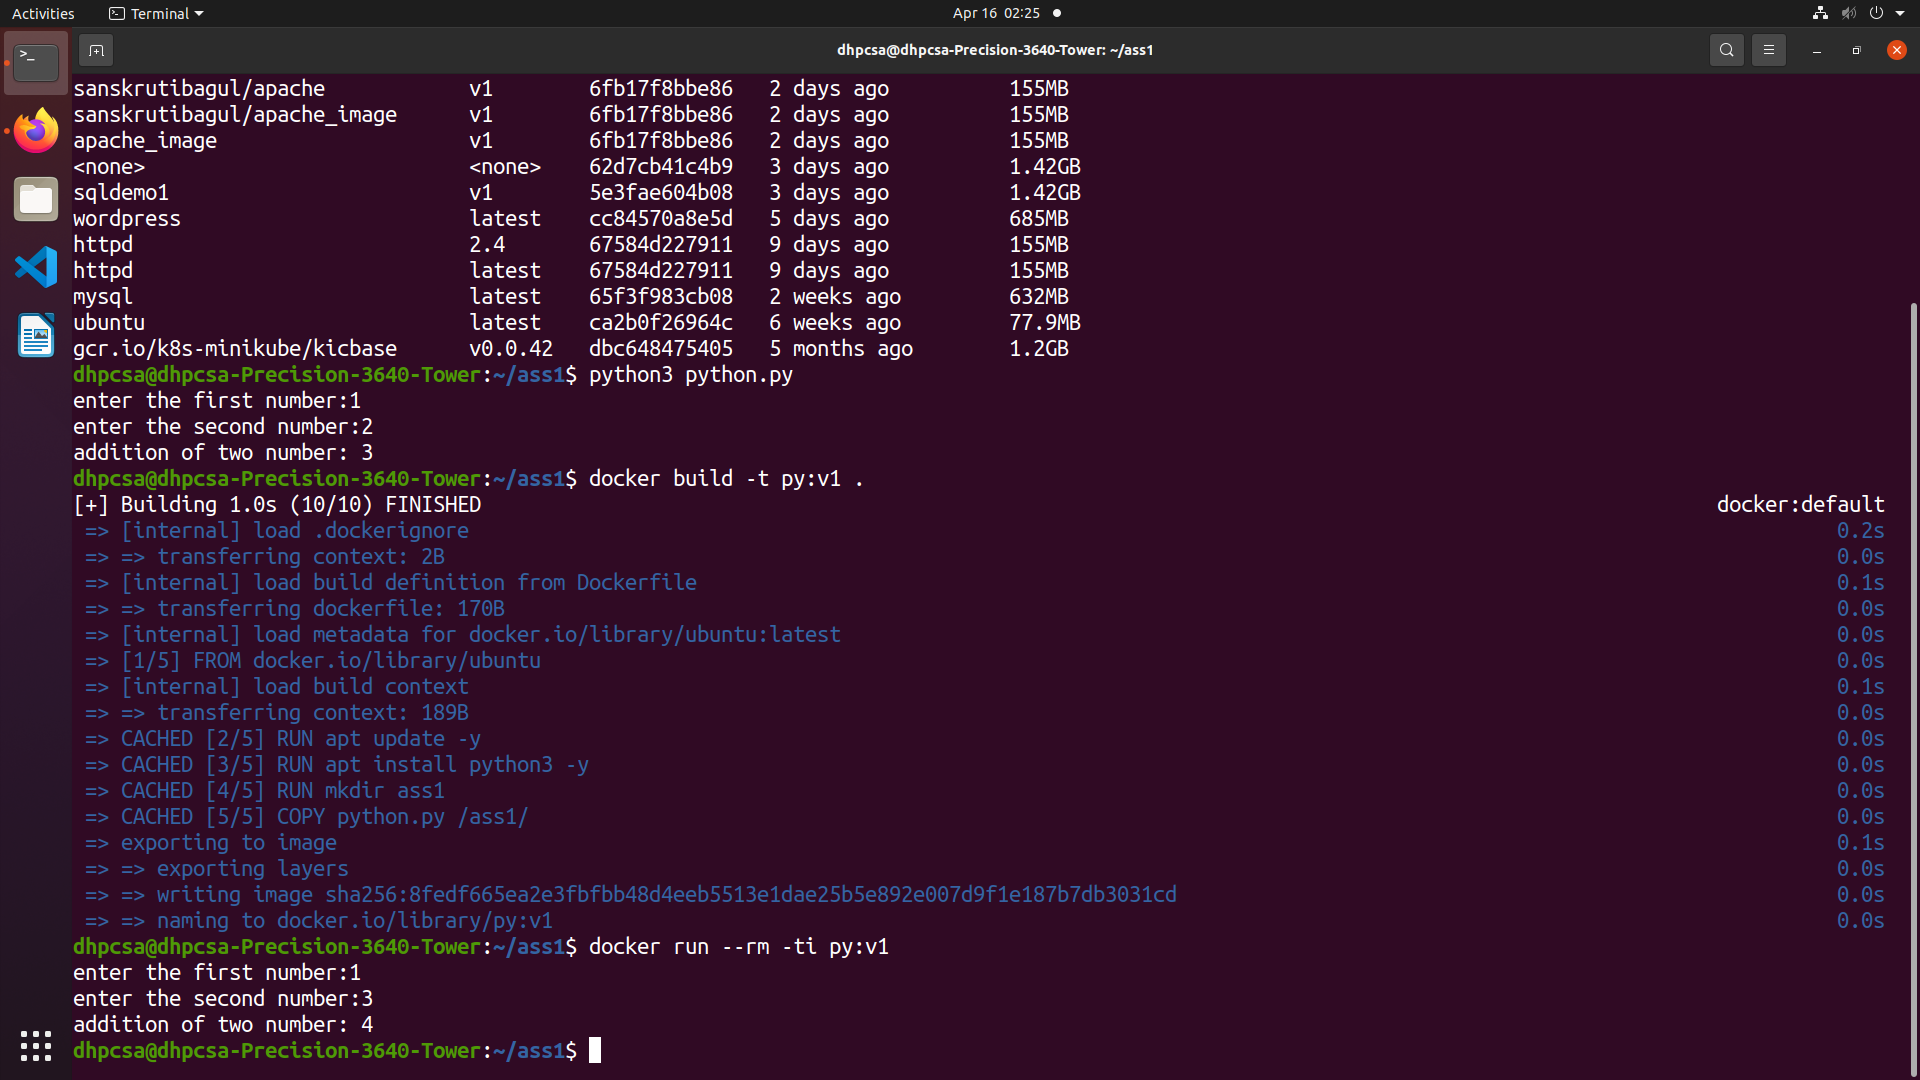 Activities Terminal Apr 16 02:25
dhpcsa@dhpcsa-Precision-3640-Tower: ~/ass1
sanskrutibagul/apache v1 6fb17f8bbe86 2 days ago 155MB
sanskrutibagul/apache_image v1 6fb17f8bbe86 2 days ago 155MB
apache_image v1 6fb17f8bbe86 2 days ago 155MB
<none> <none> 62d7cb41c4b9 3 days ago 1.42GB
sqldemo1 v1 5e3fae604b08 3 days ago 1.42GB
wordpress latest cc84570a8e5d 5 days ago 685MB
httpd 2.4 67584d227911 9 days ago 155MB
httpd latest 67584d227911 9 days ago 155MB
mysql latest 65f3f983cb08 2 weeks ago 632MB
ubuntu latest ca2b0f26964c 6 weeks ago 77.9MB
gcr.io/k8s-minikube/kicbase v0.0.42 dbc648475405 5 months ago 1.2GB
dhpcsa@dhpcsa-Precision-3640-Tower:~/ass1$ python3 python.py
enter the first number:1
enter the second number:2
addition of two number: 3
dhpcsa@dhpcsa-Precision-3640-Tower:~/ass1$ docker build -t py:v1 .
[+] Building 1.0s (10/10) FINISHED docker:default
=> [internal] load .dockerignore 0.2s
=> => transferring context: 2B 0.0s
=> [internal] load build definition from Dockerfile 0.1s
=> => transferring dockerfile: 170B 0.0s
=> [internal] load metadata for docker.io/library/ubuntu:latest 0.0s
=> [1/5] FROM docker.io/library/ubuntu 0.0s
=> [internal] load build context 0.1s
=> => transferring context: 189B 0.0s
=> CACHED [2/5] RUN apt update -y 0.0s
=> CACHED [3/5] RUN apt install python3 -y 0.0s
=> CACHED [4/5] RUN mkdir ass1 0.0s
=> CACHED [5/5] COPY python.py /ass1/ 0.0s
=> exporting to image 0.1s
=> => exporting layers 0.0s
=> => writing image sha256:8fedf665ea2e3fbfbb48d4eeb5513e1dae25b5e892e007d9f1e187b7db3031cd 0.0s
=> => naming to docker.io/library/py:v1 0.0s
dhpcsa@dhpcsa-Precision-3640-Tower:~/ass1$ docker run --rm -ti py:v1
enter the first number:1
enter the second number:3
addition of two number: 4
dhpcsa@dhpcsa-Precision-3640-Tower:~/ass1$